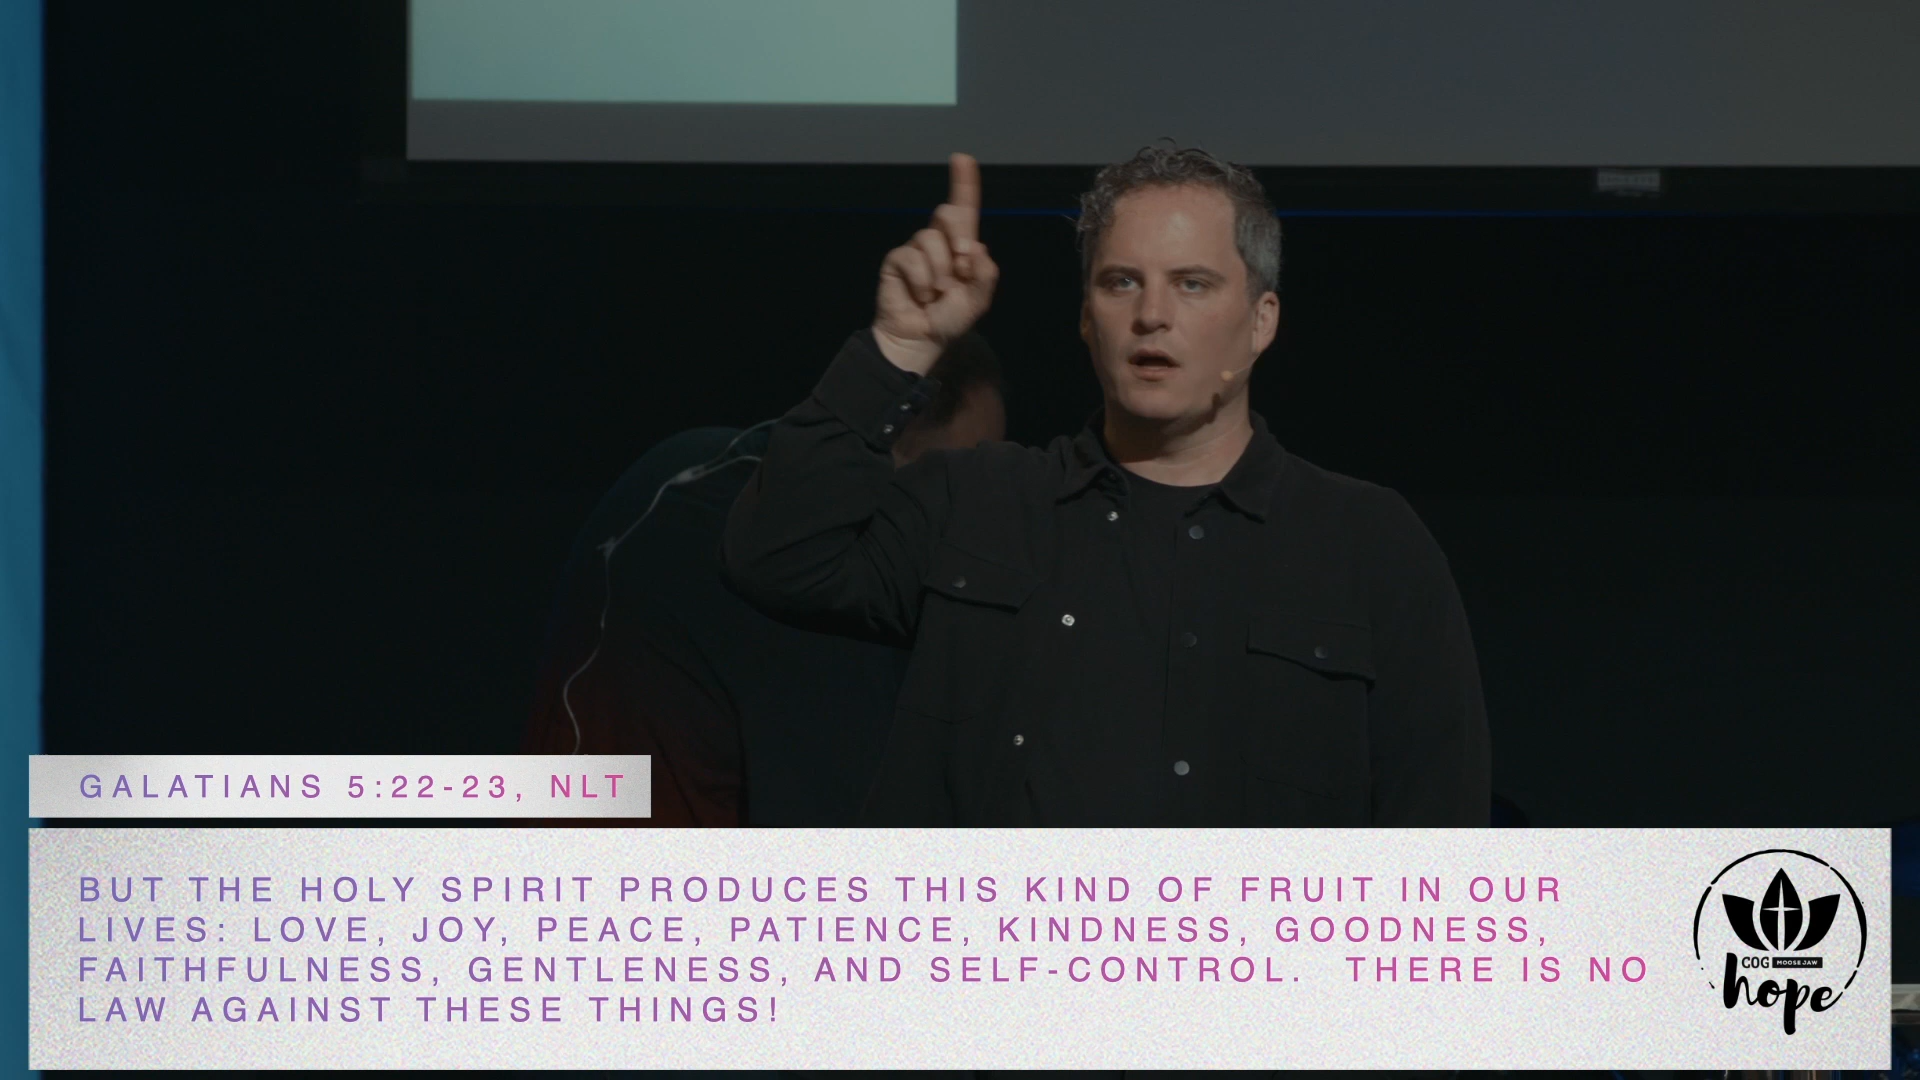 GALATIANS 5:22-23, NLT
BUT THE HOLY SPIRIT PRODUCES THIS KIND OF FRUIT IN OUR
LIVES: LOVE, JOY, PEACE, PATIENCE, KINDNESS, GOODNESS,
FAITHFULNESS, GENTLENESS, AND SELF-CONTROL.  THERE IS NO
LAW AGAINST THESE THINGS!
COG MOOSE JAW
hope